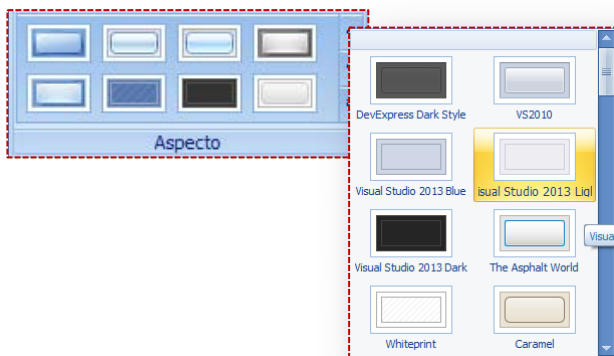 Aspecto
DevExpress Dark Style
VS2010
Visual Studio 2013 Blue
isual Studio 2013 Ligl
Visual Studio 2013 Dark
The Asphalt World
Visua
Whiteprint
Caramel